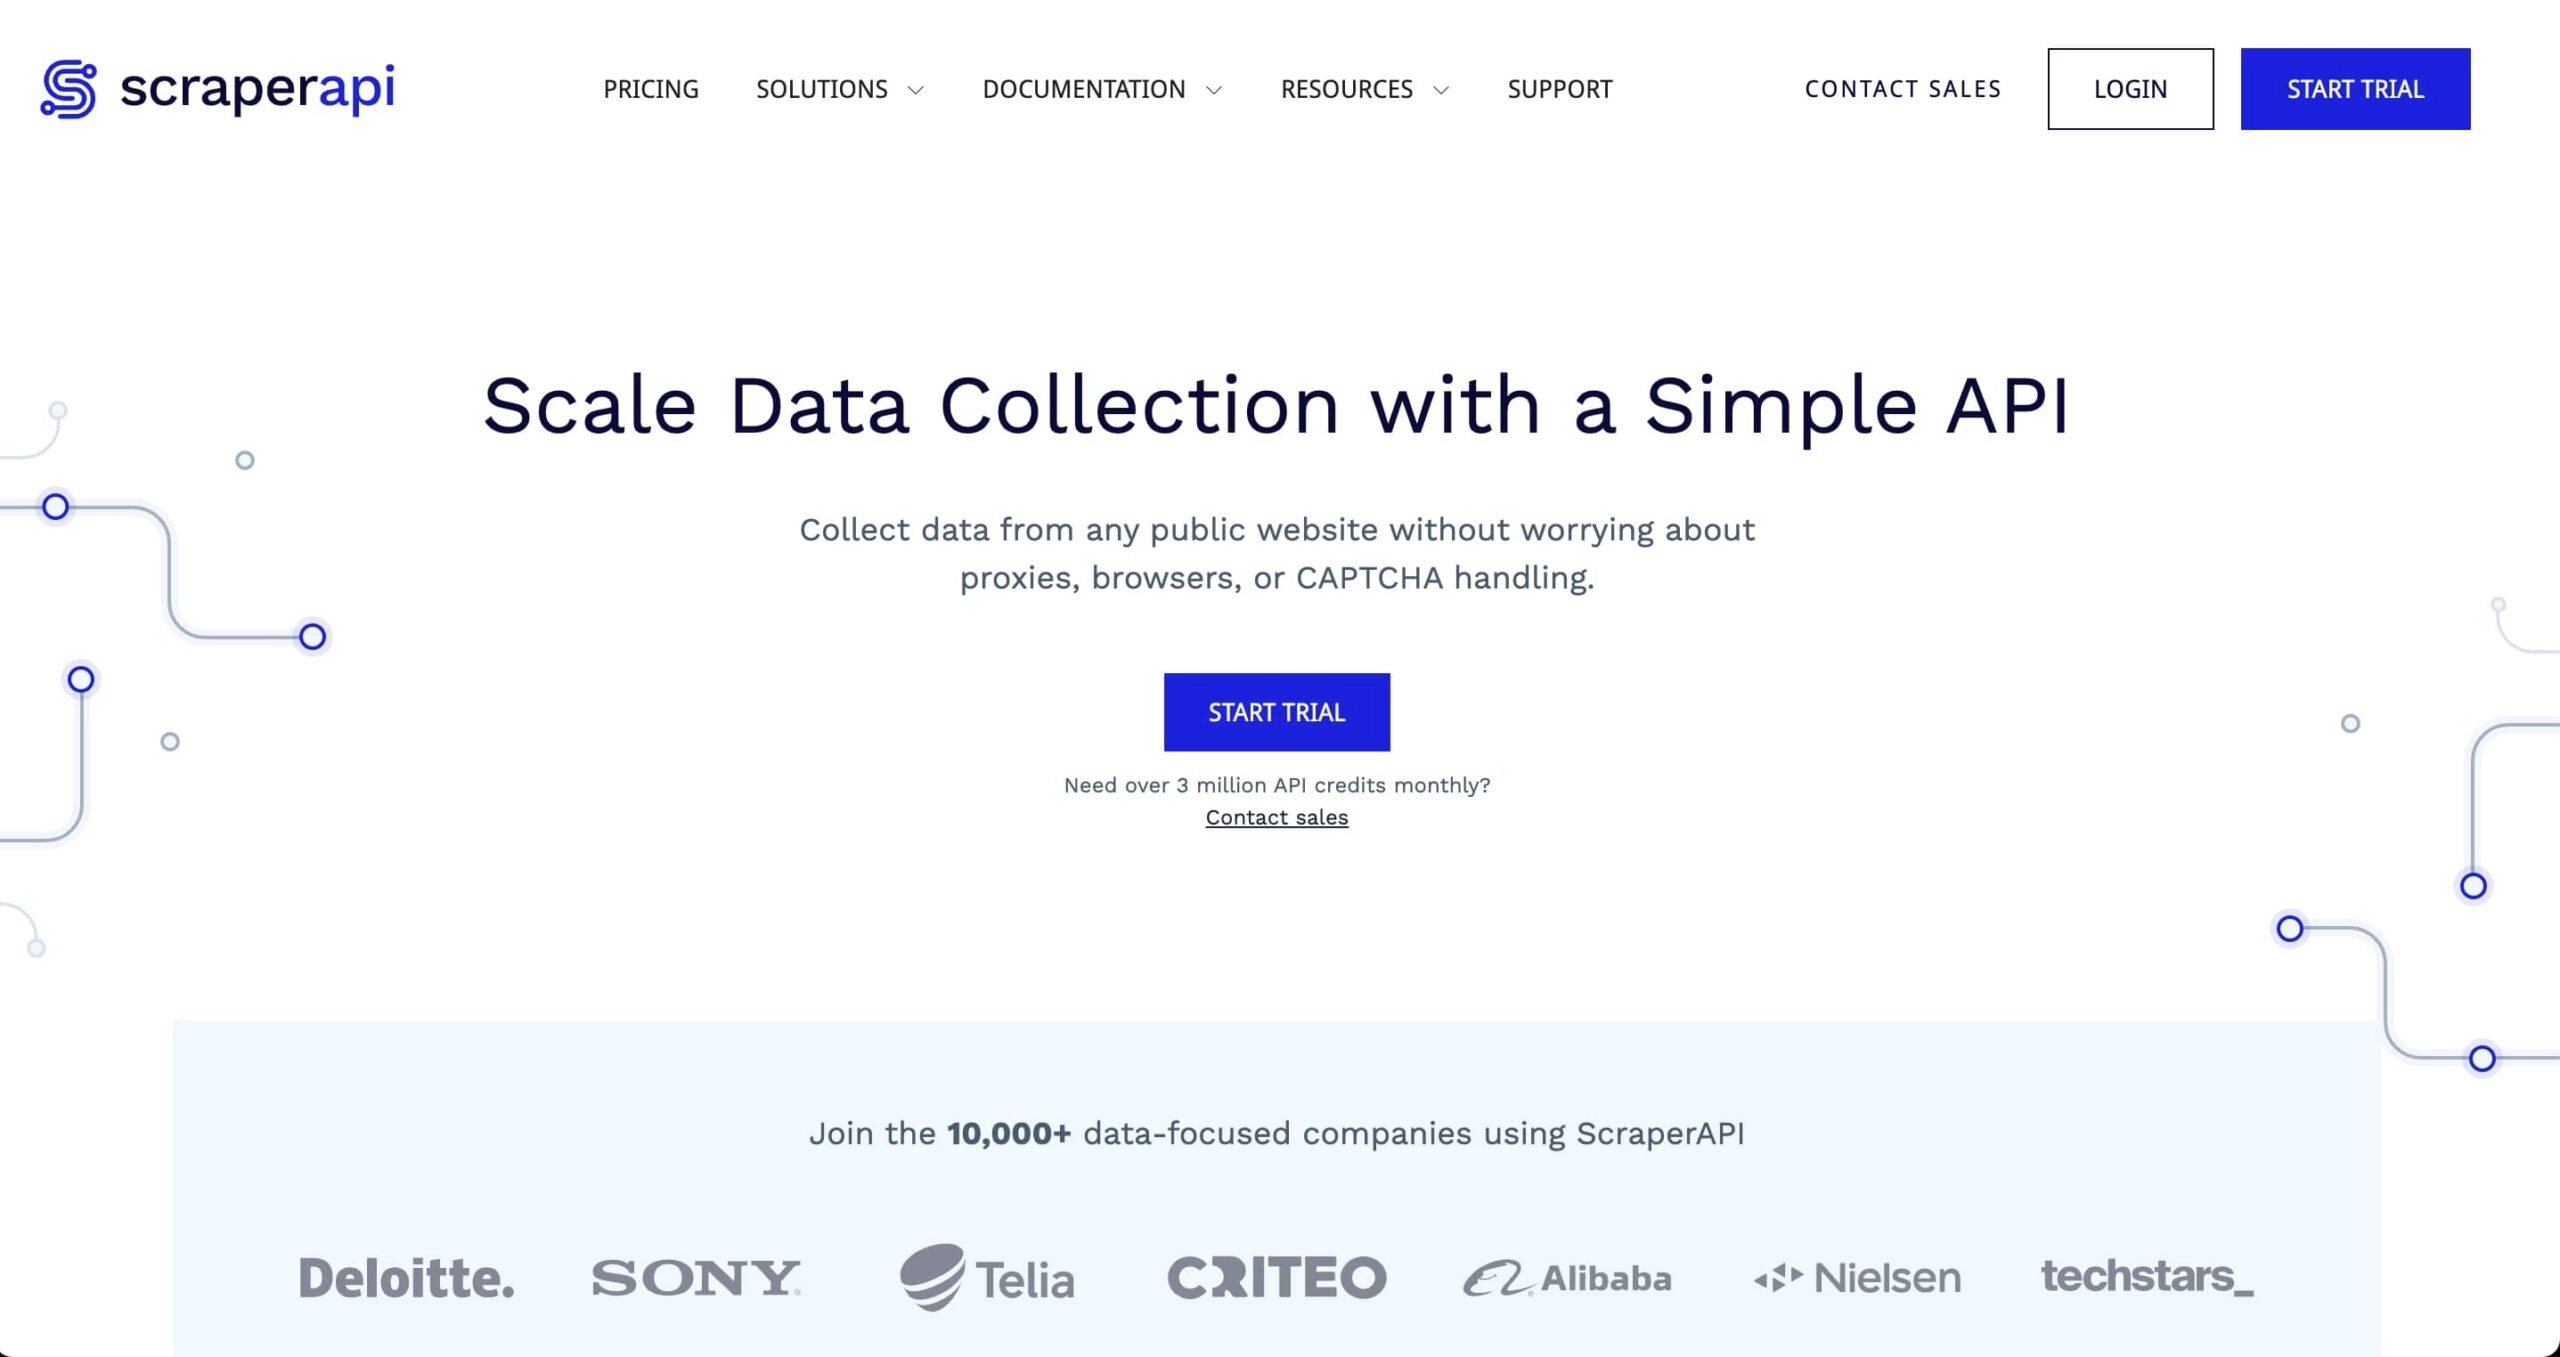 scraperapi
PRICING
SOLUTIONS
DOCUMENTATION
RESOURCES
SUPPORT
CONTACT SALES
LOGIN
START TRIAL
Scale Data Collection with a Simple API
Collect data from any public website without worrying about
proxies, browsers, or CAPTCHA handling.
START TRIAL
Need over 3 million API credits monthly?
Contact sales
Join the 10,000+ data-focused companies using ScraperAPI
Deloitte.
SONY
Telia
CRITEO
Alibaba
Nielsen
techstars_